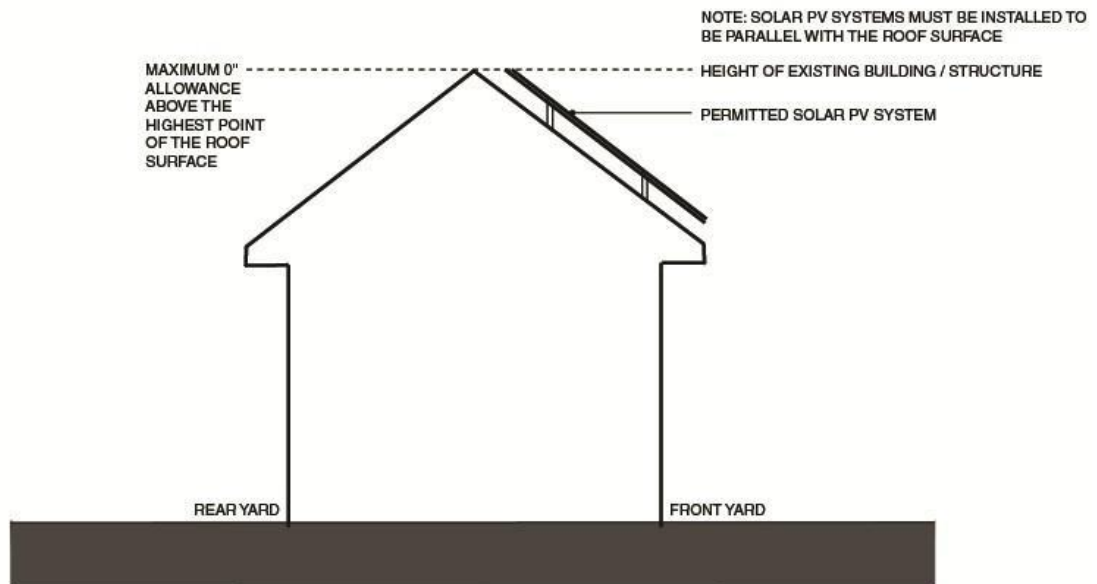 NOTE: SOLAR PV SYSTEMS MUST BE INSTALLED TO
BE PARALLEL WITH THE ROOF SURFACE
MAXIMUM 0"
ALLOWANCE
ABOVE THE
HIGHEST POINT
OF THE ROOF
SURFACE
HEIGHT OF EXISTING BUILDING / STRUCTURE
PERMITTED SOLAR PV SYSTEM
REAR YARD
FRONT YARD